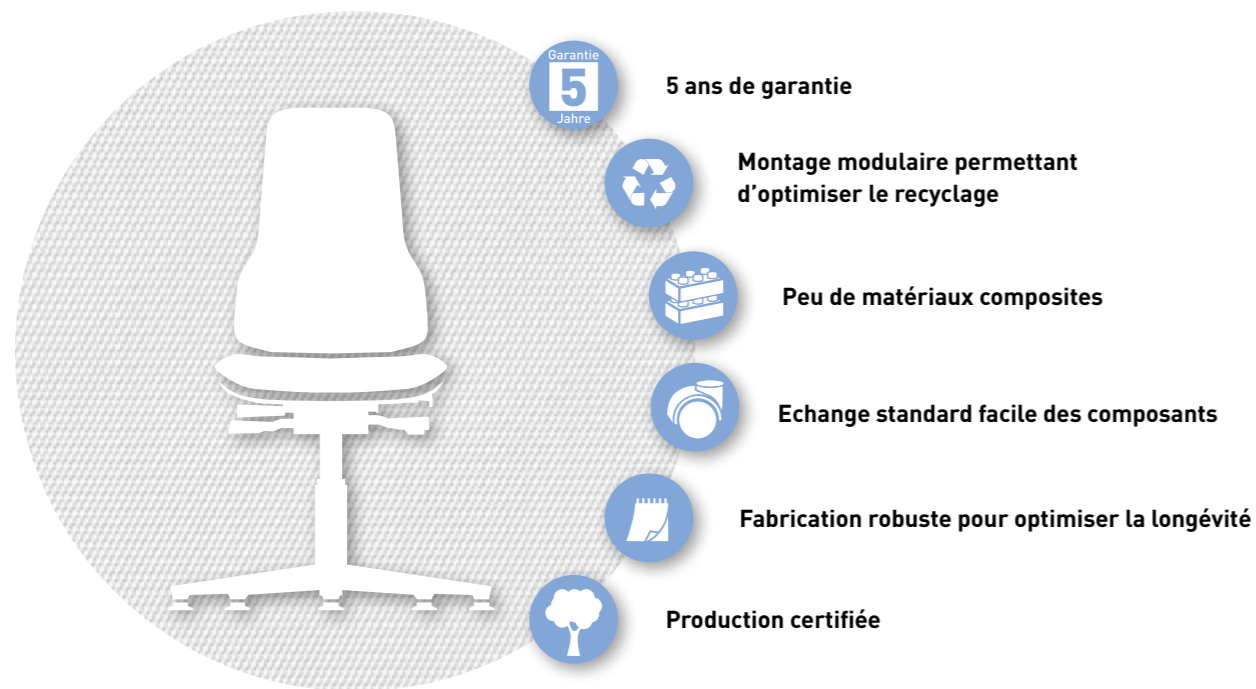 Garantie
5
Jahre
5 ans de garantie
Montage modulaire permettant
d’optimiser le recyclage
Peu de matériaux composites
Echange standard facile des composants
Fabrication robuste pour optimiser la longévité
Production certifiée